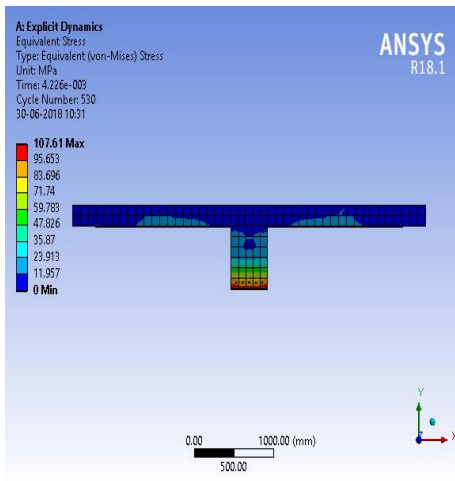 A: Explicit Dynamics
Equivalent Stress
Type: Equivalent (von-Mises) Stress
Unit: MPa
Time: 4.226e-003
Cycle Number: 530
30-06-2018 10:31
ANSYS
R18.1
107.61 Max
95.653
83.696
71.74
59.783
47.826
35.87
23.913
11.957
0 Min
0.00 1000.00 (mm)
500.00
Y
X